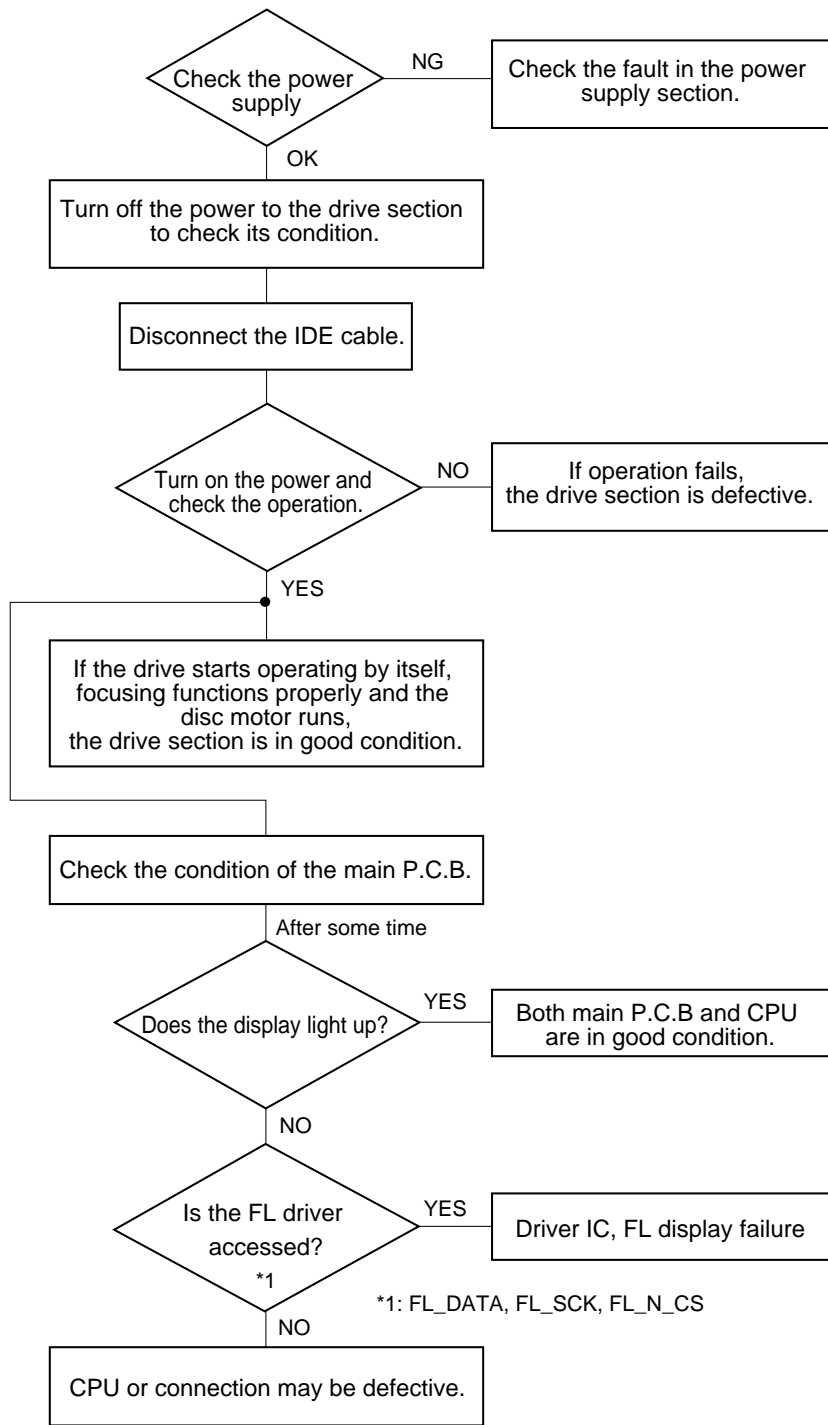 Check the power
supply
NG
Check the fault in the power
supply section.
OK
Turn off the power to the drive section
to check its condition.
Disconnect the IDE cable.
Turn on the power and
check the operation.
NO
If operation fails,
the drive section is defective.
YES
If the drive starts operating by itself,
focusing functions properly and the
disc motor runs,
the drive section is in good condition.
Check the condition of the main P.C.B.
After some time
Does the display light up?
YES
Both main P.C.B and CPU
are in good condition.
NO
Is the FL driver
accessed?
*1
YES
Driver IC, FL display failure
*1: FL_DATA, FL_SCK, FL_N_CS
NO
CPU or connection may be defective.